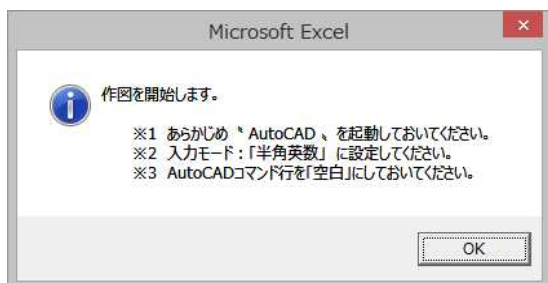 Microsoft Excel
作図を開始します。
※1 あらかじめ〝 AutoCAD 〟を起動しておいてください。
※2 入力モード：「半角英数」に設定してください。
※3 AutoCADコマンド行を「空白」にしておいてください。
OK